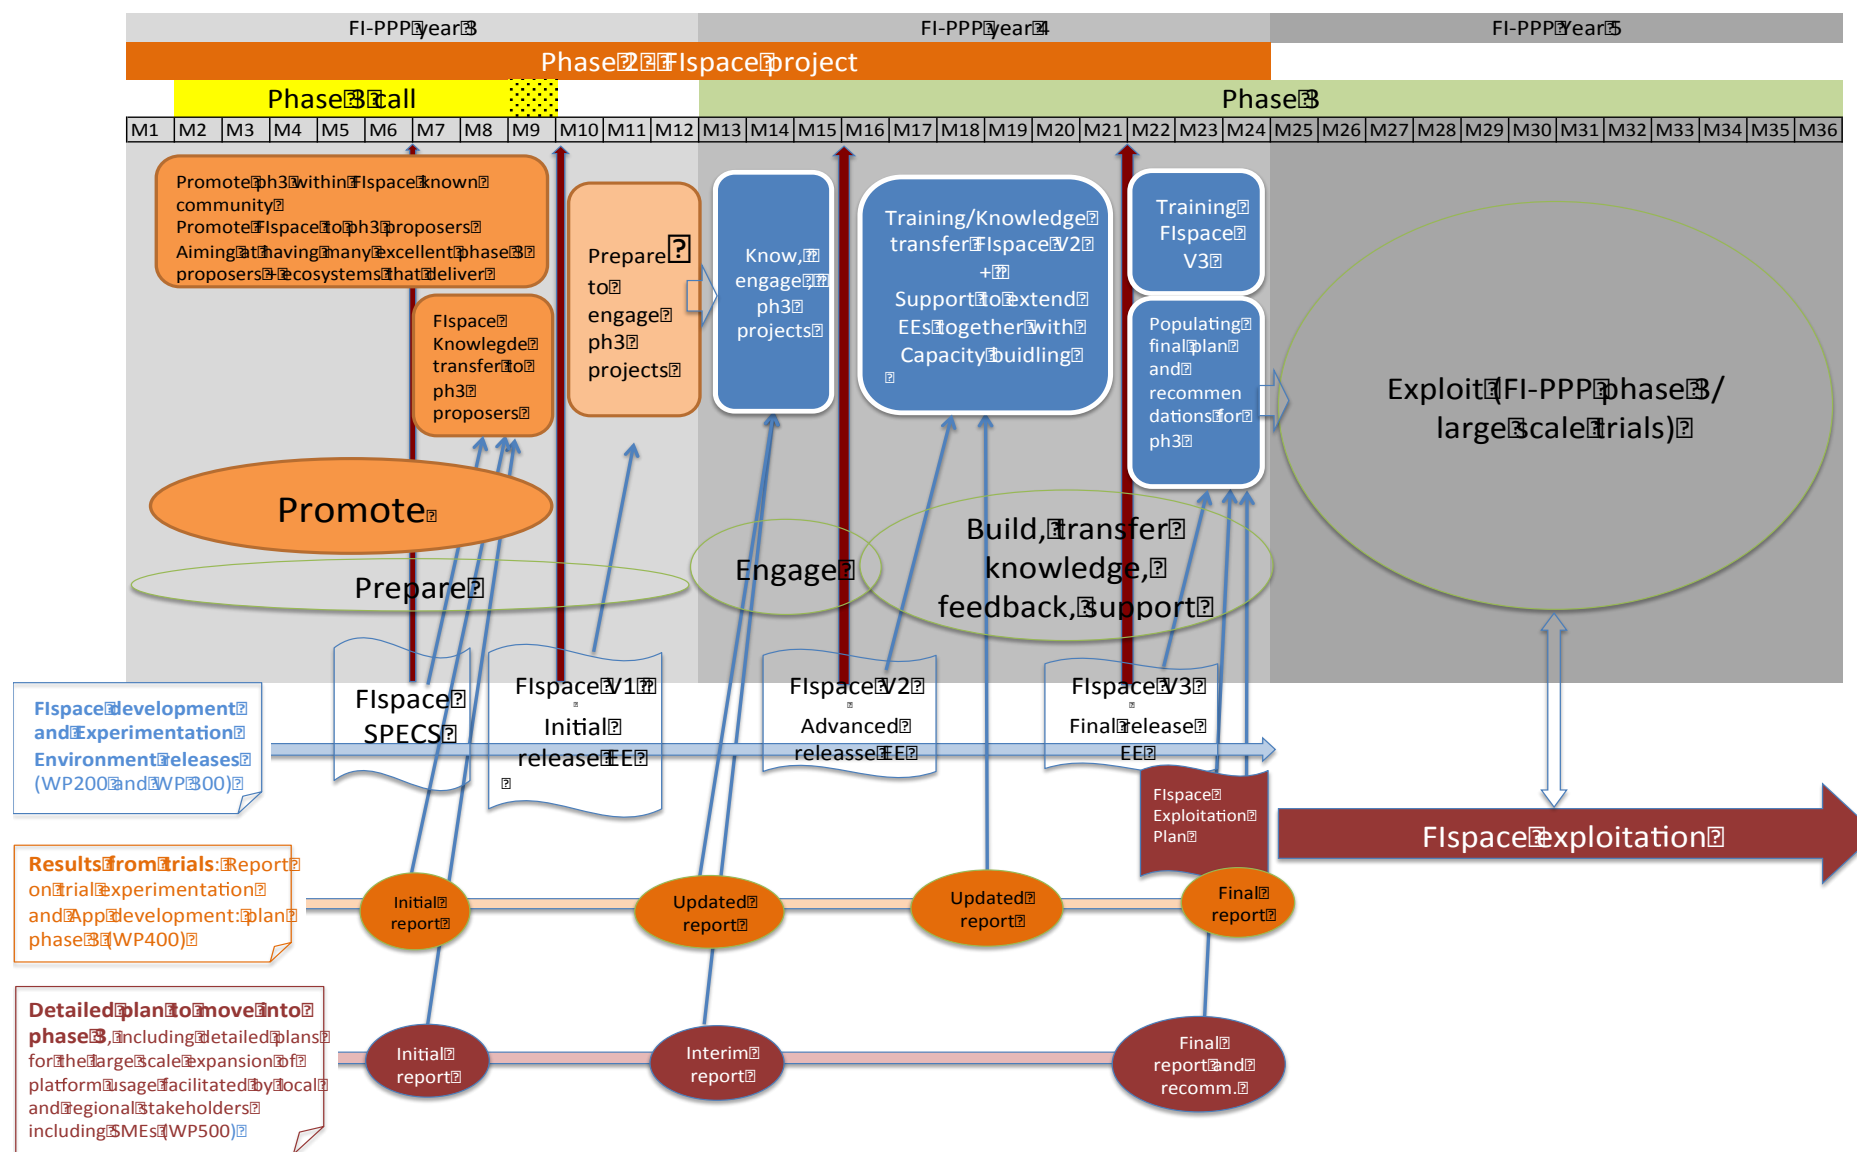 FI-PPP year 3
FI-PPP year 4
FI-PPP Year 5
Phase 2 FIspace project
Phase 3 call
Phase 3
M1 M2 M3 M4 M5 M6 M7 M8 M9 M10 M11 M12 M13 M14 M15 M16 M17 M18 M19 M20 M21 M22 M23 M24 M25 M26 M27 M28 M29 M30 M31 M32 M33 M34 M35 M36
Promote ph3 within FIspace known
community
Promote FIspace to ph3 proposers
Aiming at having many excellent phase 3
proposers + ecosystems that deliver
FIspace
Knowlegde
transfer to
ph3
proposers
Prepare
to
engage
ph3
projects
Know,
engage,
ph3
projects
Training/Knowledge
transfer FIspace V2
+
Support to extend
EEs together with
Capacity buidling
Training
FIspace
V3
Populating
final plan
and
recommen
dations for
ph3
Exploit (FI-PPP phase 3/
large scale trials)
Promote
Prepare
Engage
Build, transfer
knowledge,
feedback, support
FIspace development
and Experimentation
Environment releases
(WP200 and WP 300)
FIspace
SPECS
FIspace V1
Initial
release EE
FIspace V2
Advanced
releasse EE
FIspace V3
Final release
EE
FIspace
Exploitation
Plan
FIspace exploitation
Results from trials: Report
on trial experimentation
and App development: plan
phase 3 (WP400)
Initial
report
Updated
report
Updated
report
Final
report
Detailed plan to move into
phase 3, including detailed plans
for the large scale expansion of
platform usage facilitated by local
and regional stakeholders
including SMEs (WP500)
Initial
report
Interim
report
Final
report and
recomm.